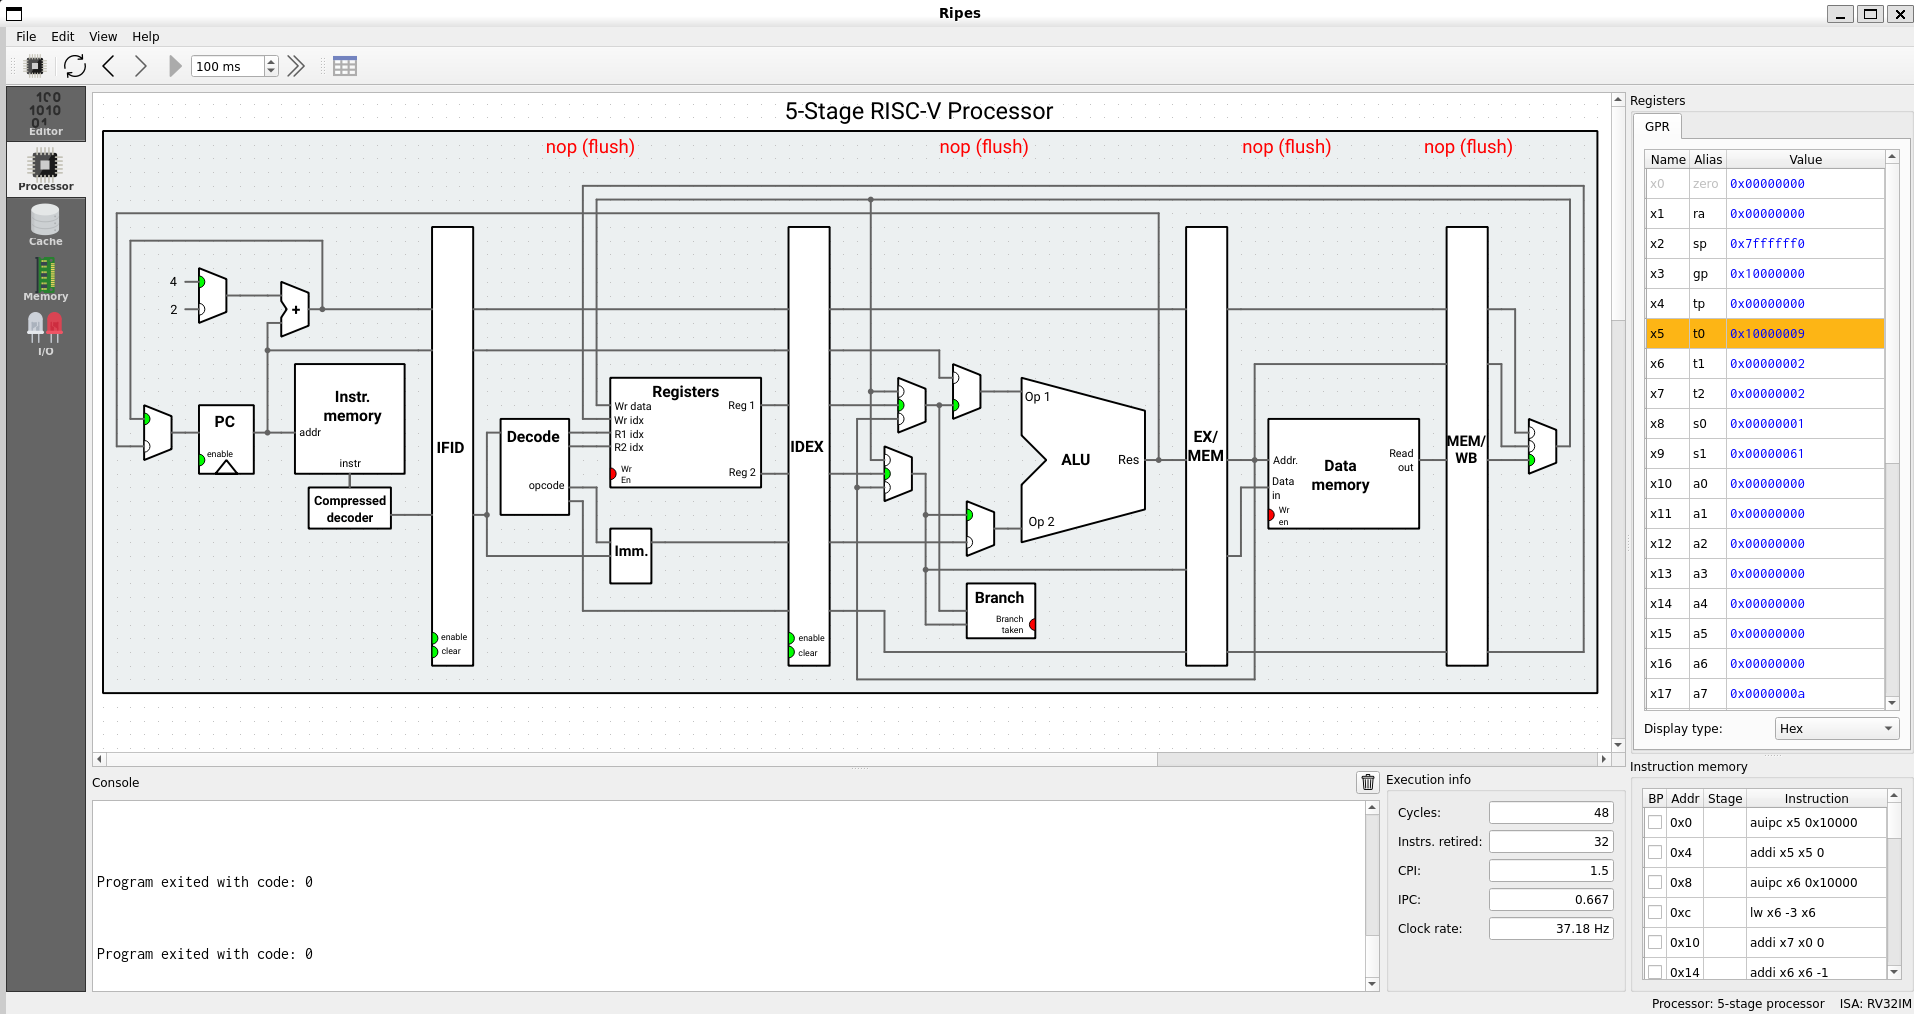 Ripes
File Edit View Help
100 ms
Editor
Processor
Cache
Memory
I/O
5-Stage RISC-V Processor
nop (flush) nop (flush) nop (flush) nop (flush)
4
2
+
PC
enable
Instr.
memory
addr
instr
Compressed
decoder
IFID
enable
clear
Decode
opcode
Registers
Wr data
Wr idx
R1 idx
R2 idx
Wr
En
Reg 1
Reg 2
Imm.
IDEX
enable
clear
Op 1
ALU
Res
Op 2
Branch
Branch
taken
EX/
MEM
Addr.
Data
in
Wr
en
Data
memory
Read
out
MEM/
WB
Registers
GPR
Name Alias Value
x0 zero 0x00000000
x1 ra 0x00000000
x2 sp 0x7ffffff0
x3 gp 0x10000000
x4 tp 0x00000000
x5 t0 0x10000009
x6 t1 0x00000002
x7 t2 0x00000002
x8 s0 0x00000001
x9 s1 0x00000061
x10 a0 0x00000000
x11 a1 0x00000000
x12 a2 0x00000000
x13 a3 0x00000000
x14 a4 0x00000000
x15 a5 0x00000000
x16 a6 0x00000000
x17 a7 0x0000000a
Display type: Hex
Console
Program exited with code: 0
Program exited with code: 0
Execution info
Cycles: 48
Instrs. retired: 32
CPI: 1.5
IPC: 0.667
Clock rate: 37.18 Hz
Instruction memory
BP Addr Stage Instruction
0x0 auipc x5 0x10000
0x4 addi x5 x5 0
0x8 auipc x6 0x10000
0xc lw x6 -3 x6
0x10 addi x7 x0 0
0x14 addi x6 x6 -1
Processor: 5-stage processor ISA: RV32IM